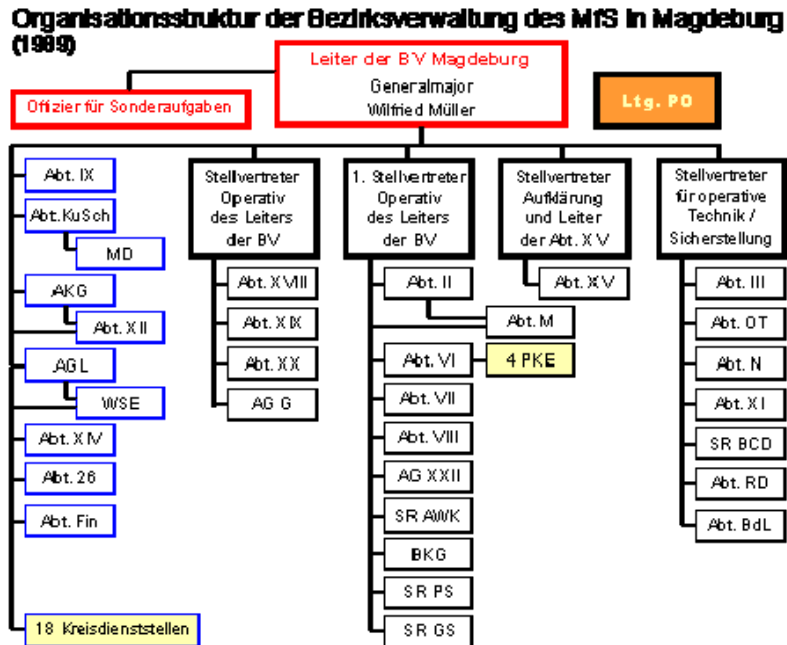 Organisationsstruktur der Bezirksverwaltung des MfS in Magdeburg
(1989)
Leiter der BV Magdeburg
Generalmajor
Wilfried Müller
Offizier für Sonderaufgaben
Ltg. PO
Abt. IX
Abt.KuSch
MD
AKG
Abt. XII
AGL
WSE
Abt. XIV
Abt. 26
Abt. Fin
18 Kreisdienststellen
Stellvertreter
Operativ
des Leiters
der BV
Abt. XVIII
Abt. XIX
Abt. XX
AG G
1. Stellvertreter
Operativ
des Leiters
der BV
Abt. II
Abt. M
Abt. VI
4 PKE
Abt. VII
Abt. VIII
AG XXII
SR AWK
BKG
SR PS
SR GS
Stellvertreter
Aufklärung
und Leiter
der Abt. XV
Abt. XV
Stellvertreter
für operative
Technik /
Sicherstellung
Abt. III
Abt. OT
Abt. N
Abt. XI
SR BCD
Abt. RD
Abt. BdL